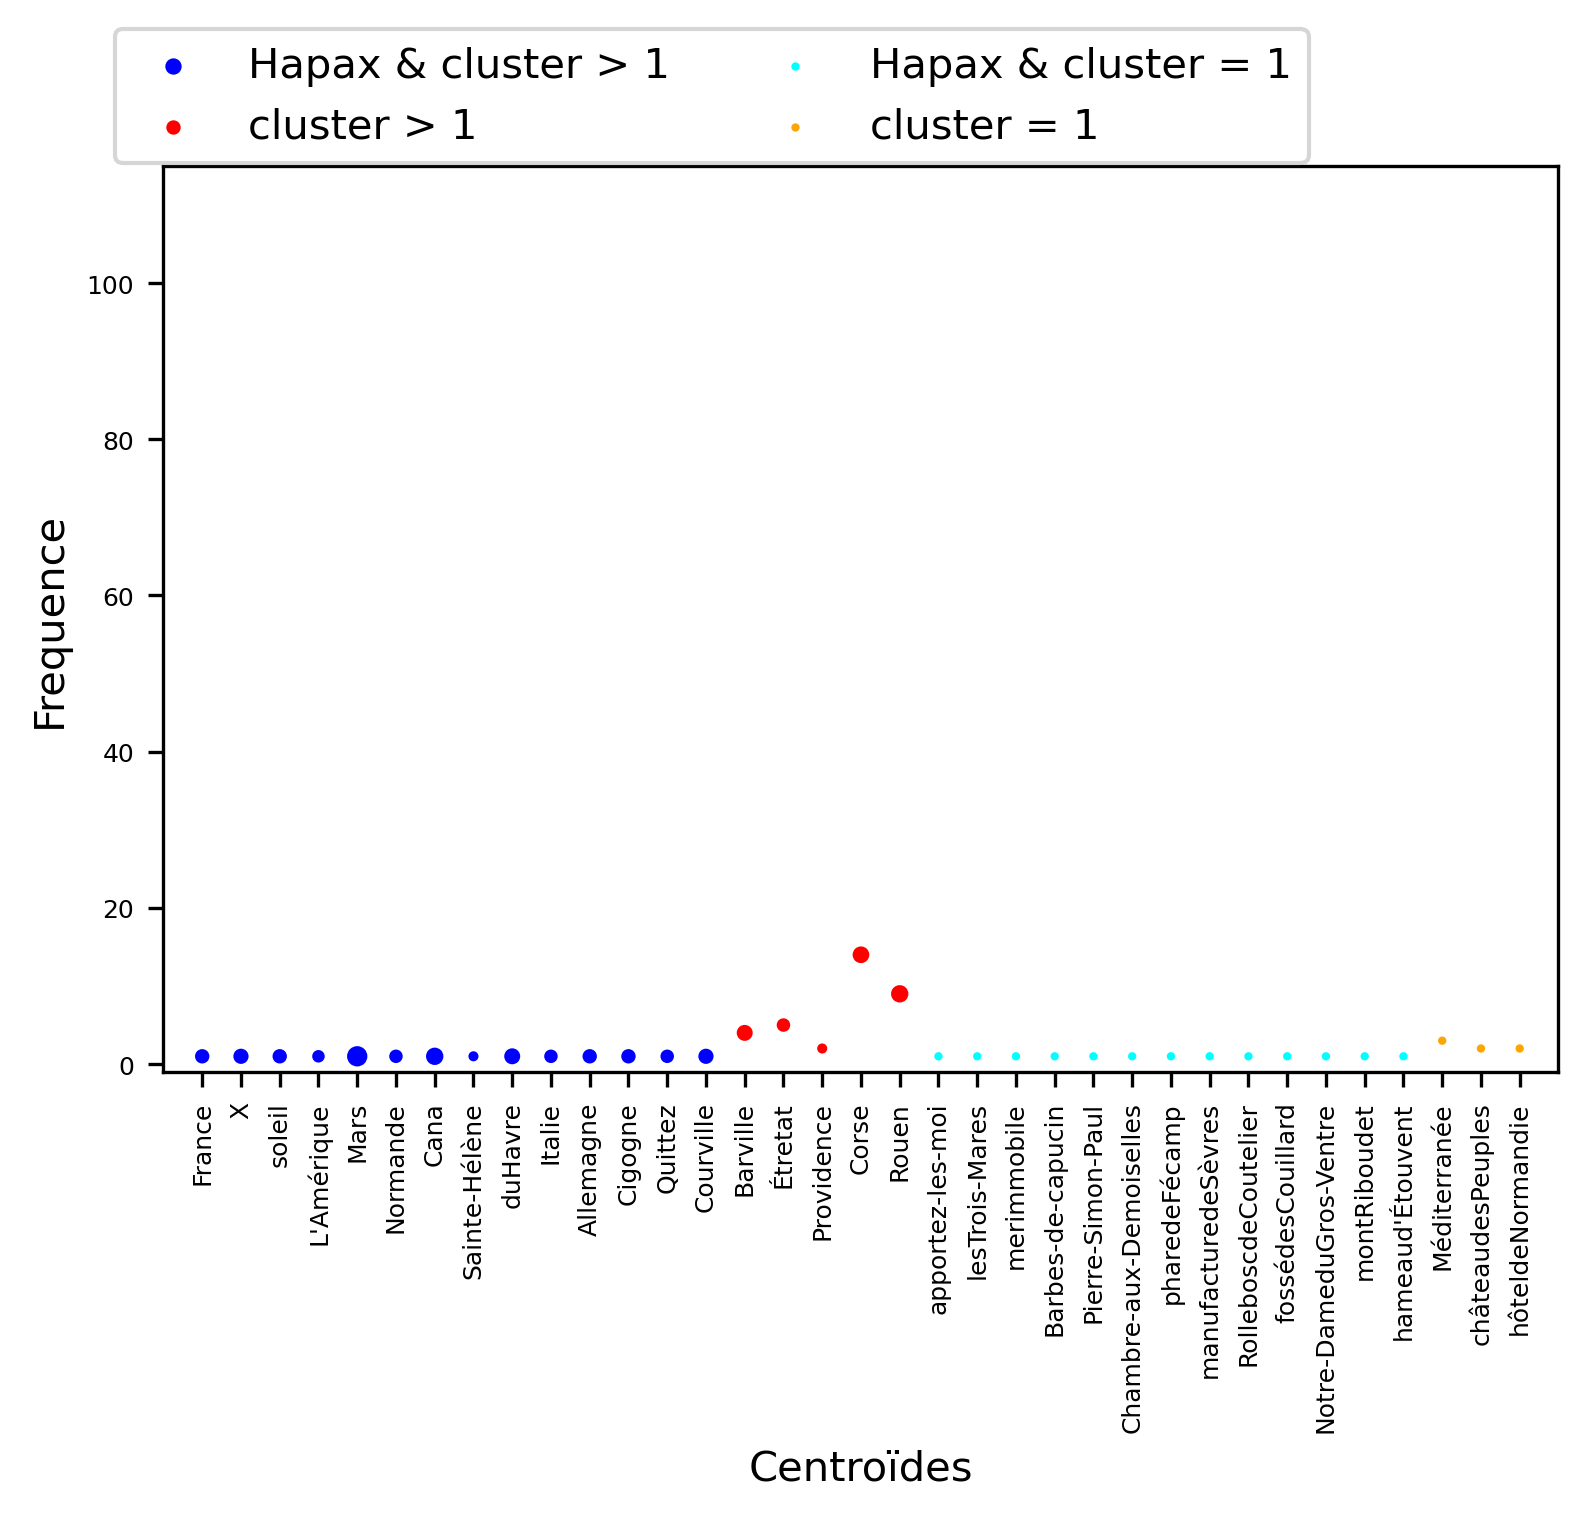 Hapax & cluster > 1
Hapax & cluster = 1
cluster > 1
cluster = 1
Frequence
100
80
60
40
20
0
France
X
soleil
L'Amérique
Mars
Normande
Cana
Sainte-Hélène
duHavre
Italie
Allemagne
Cigogne
Quittez
Courville
Barville
Étretat
Providence
Corse
Rouen
apportez-les-moi
lesTrois-Mares
merimmobile
Barbes-de-capucin
Pierre-Simon-Paul
Chambre-aux-Demoiselles
pharedeFécamp
manufacturedeSèvres
RolleboscdeCoutelier
fossédesCouillard
Notre-DameduGros-Ventre
montRiboudet
hameaud'Étouvent
Méditerranée
châteaudesPeuples
hôteldeNormandie
Centroïdes